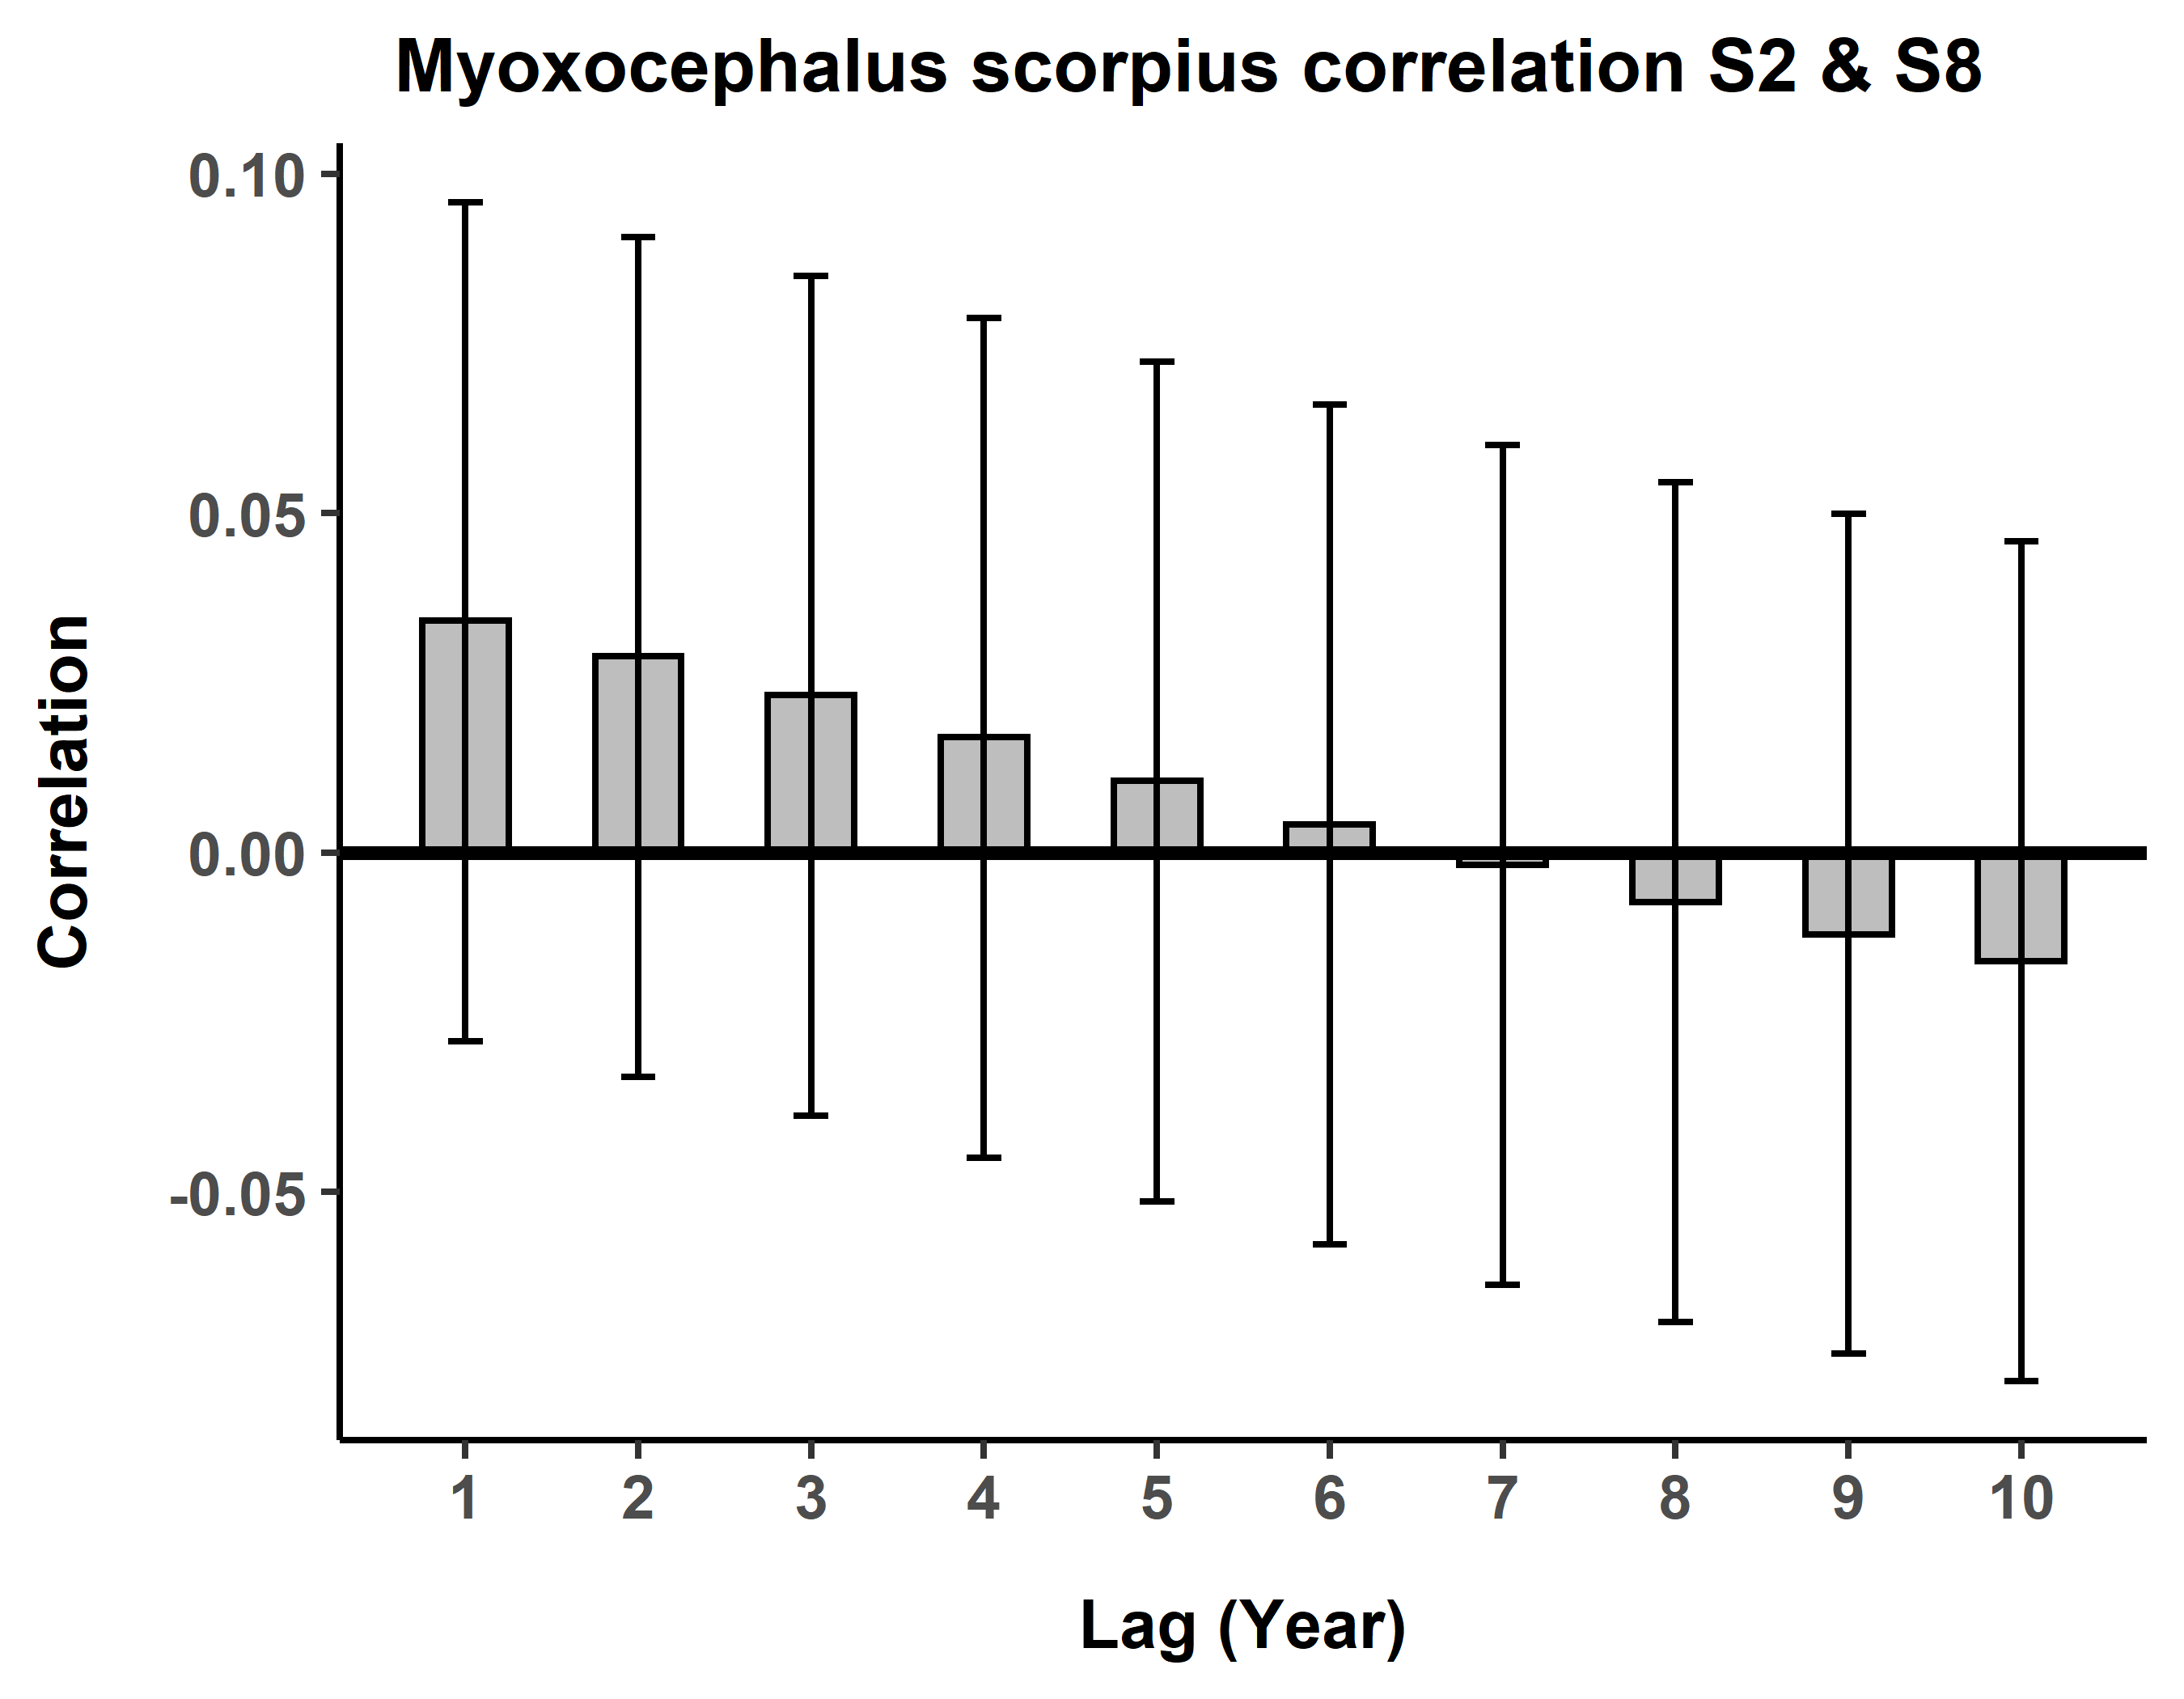 Myoxocephalus scorpius correlation S2 & S8
0.10
0.05
0.00
-0.05
Correlation
1 2 3 4 5 6 7 8 9 10
Lag (Year)